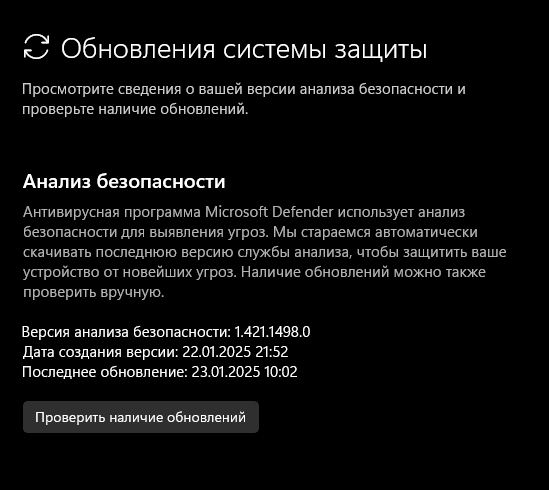 Обновления системы защиты
Просмотрите сведения о вашей версии анализа безопасности и
проверьте наличие обновлений.
Анализ безопасности
Антивирусная программа Microsoft Defender использует анализ
безопасности для выявления угроз. Мы стараемся автоматически
скачивать последнюю версию службы анализа, чтобы защитить ваше
устройство от новейших угроз. Наличие обновлений можно также
проверить вручную.
Версия анализа безопасности: 1.421.1498.0
Дата создания версии: 22.01.2025 21:52
Последнее обновление: 23.01.2025 10:02
Проверить наличие обновлений